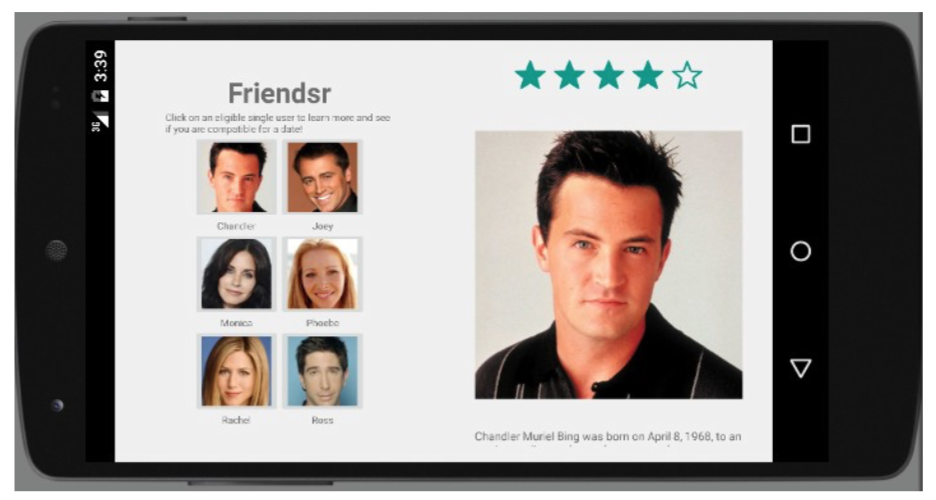 3:39
3G
Friendsr
Click on an eligible single user to learn more and see
if you are compatible for a date!
Chandler
Joey
Monica
Phoebe
Rachel
Ross
Chandler Muriel Bing was born on April 8, 1968, to an